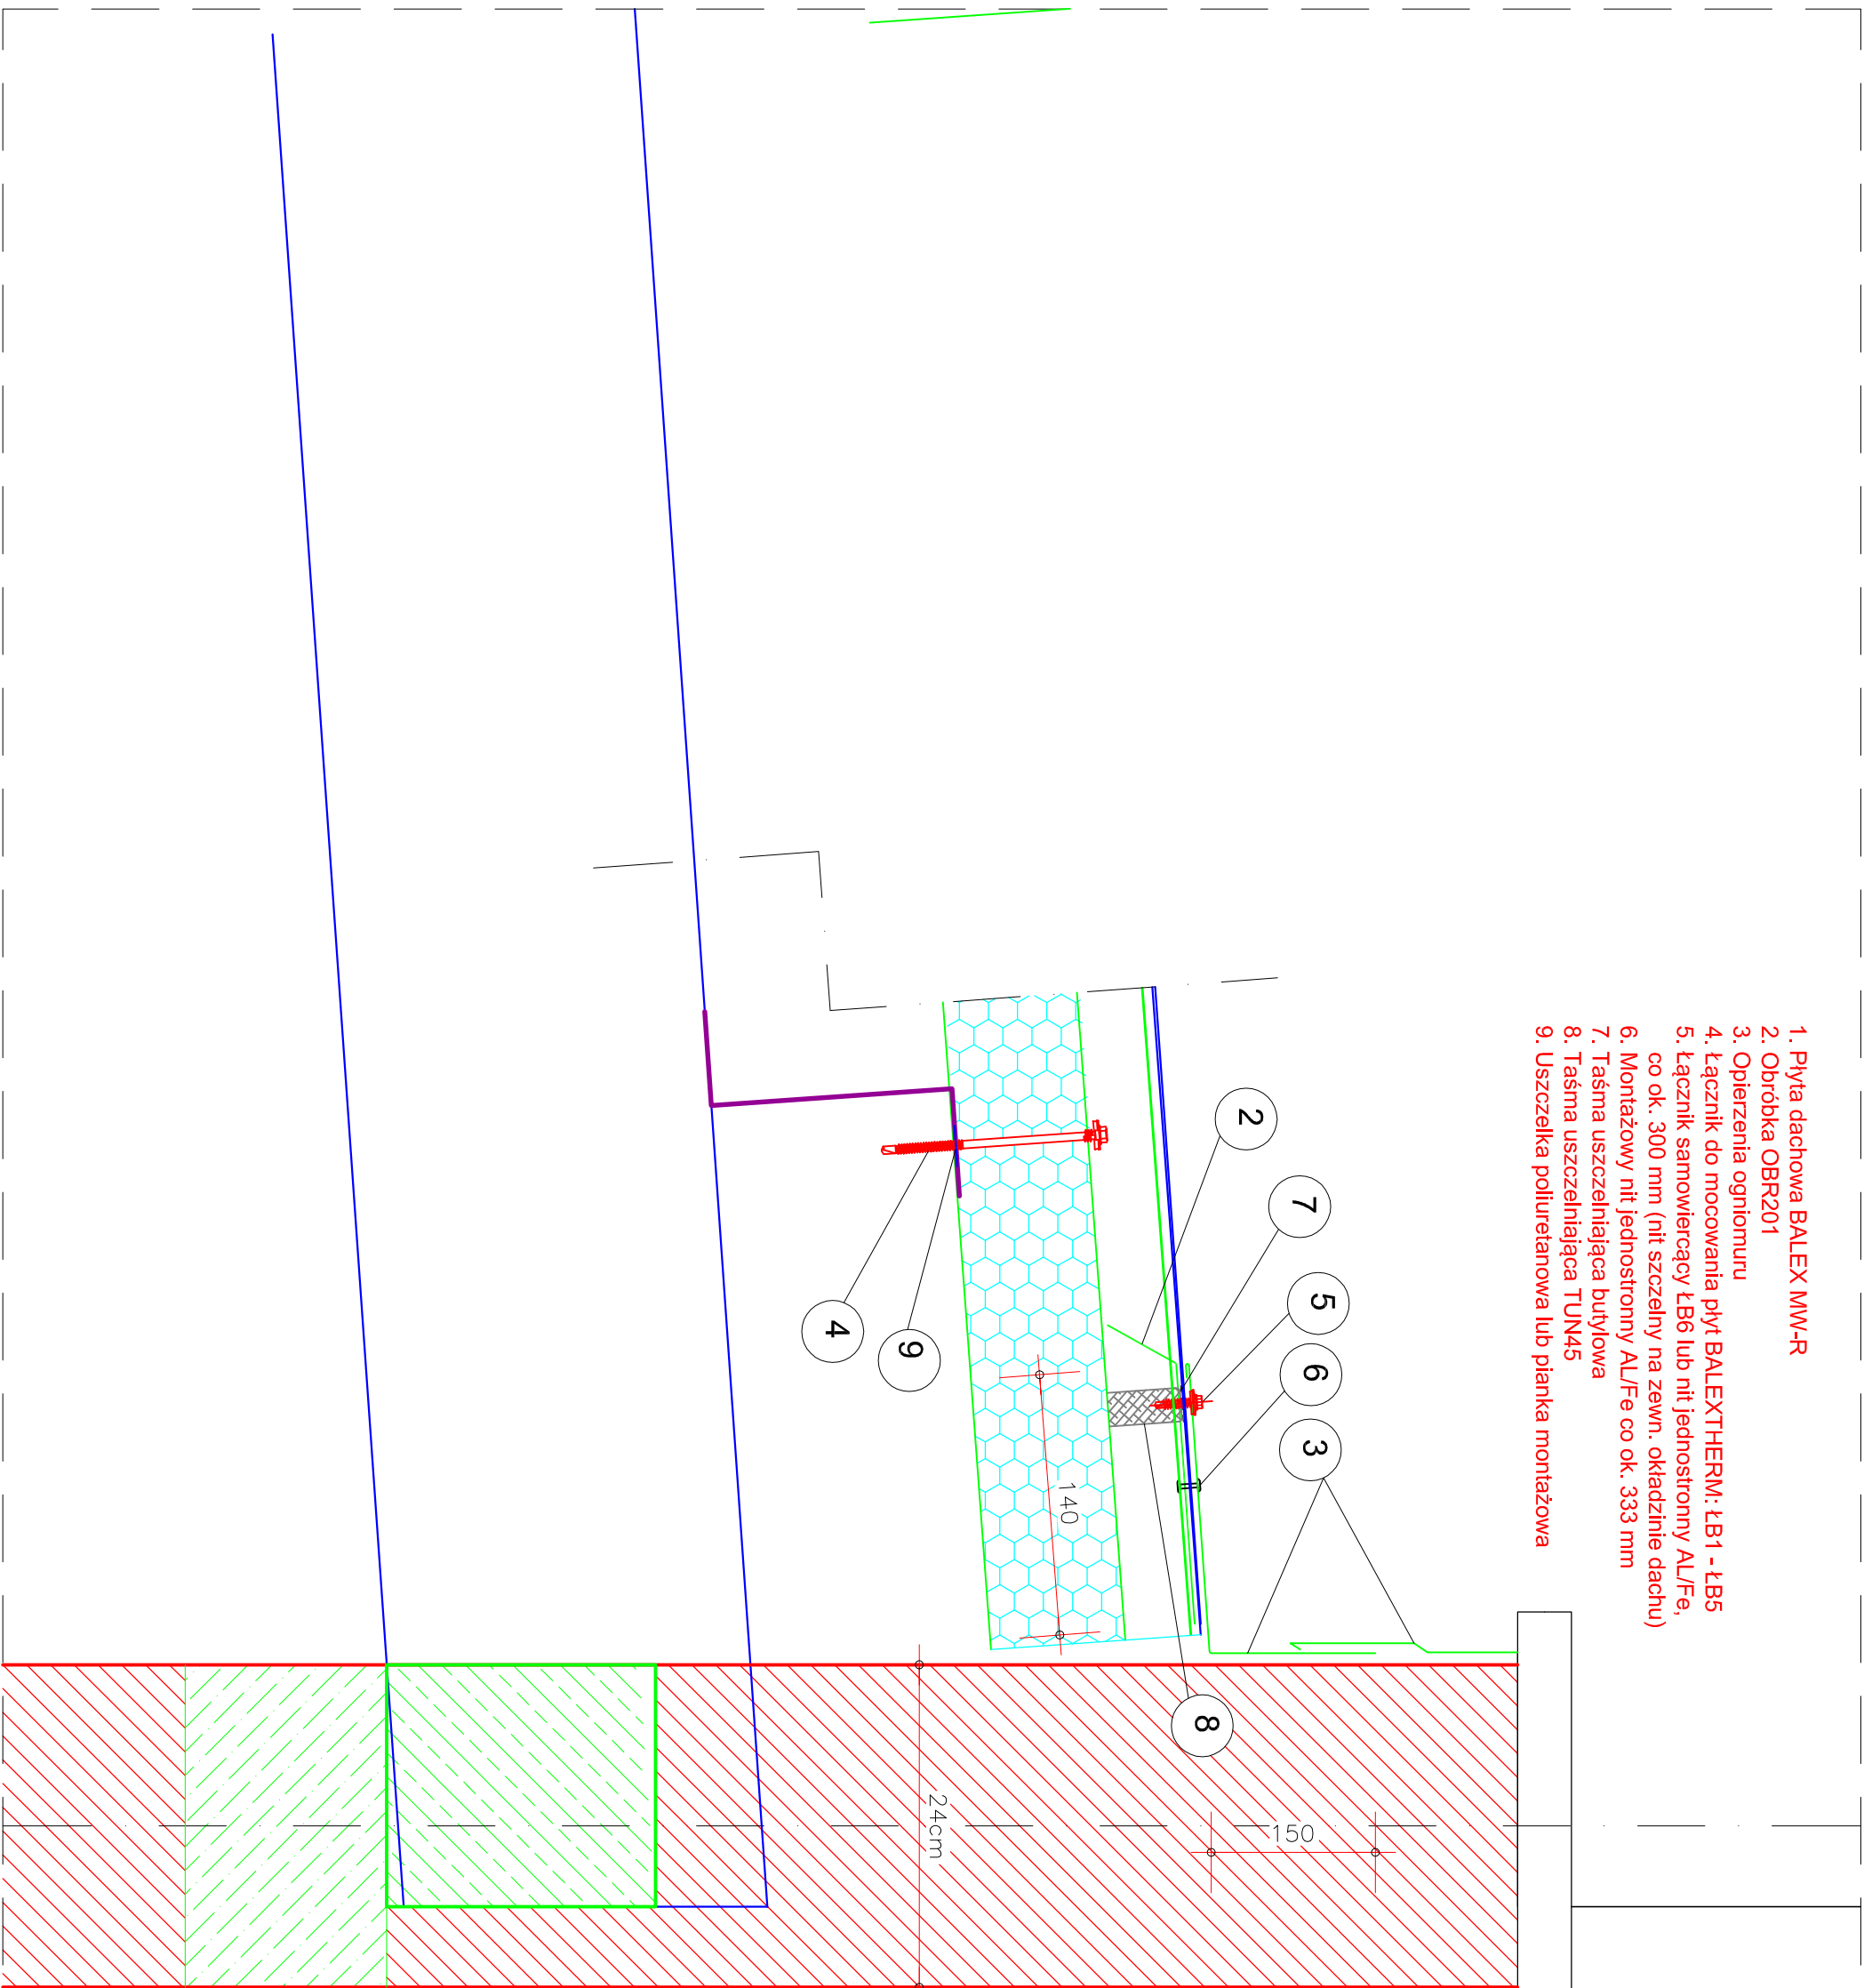 1. Płyta dachowa BALEX MW-R
2. Obróbka OBR201
3. Opierzenia ogniomuru
4. Łącznik do mocowania płyt BALEXTHERM: ŁB1 - ŁB5
5. Łącznik samowiercący ŁB6 lub nit jednostronny AL/Fe,
co ok. 300 mm (nit szczelny na zewn. okładzinie dachu)
6. Montażowy nit jednostronny AL/Fe co ok. 333 mm
7. Taśma uszczelniająca butylowa
8. Taśma uszczelniająca TUN45
9. Uszczelka poliuretanowa lub pianka montażowa
2
7
5
6
3
4
9
140
8
24cm
150